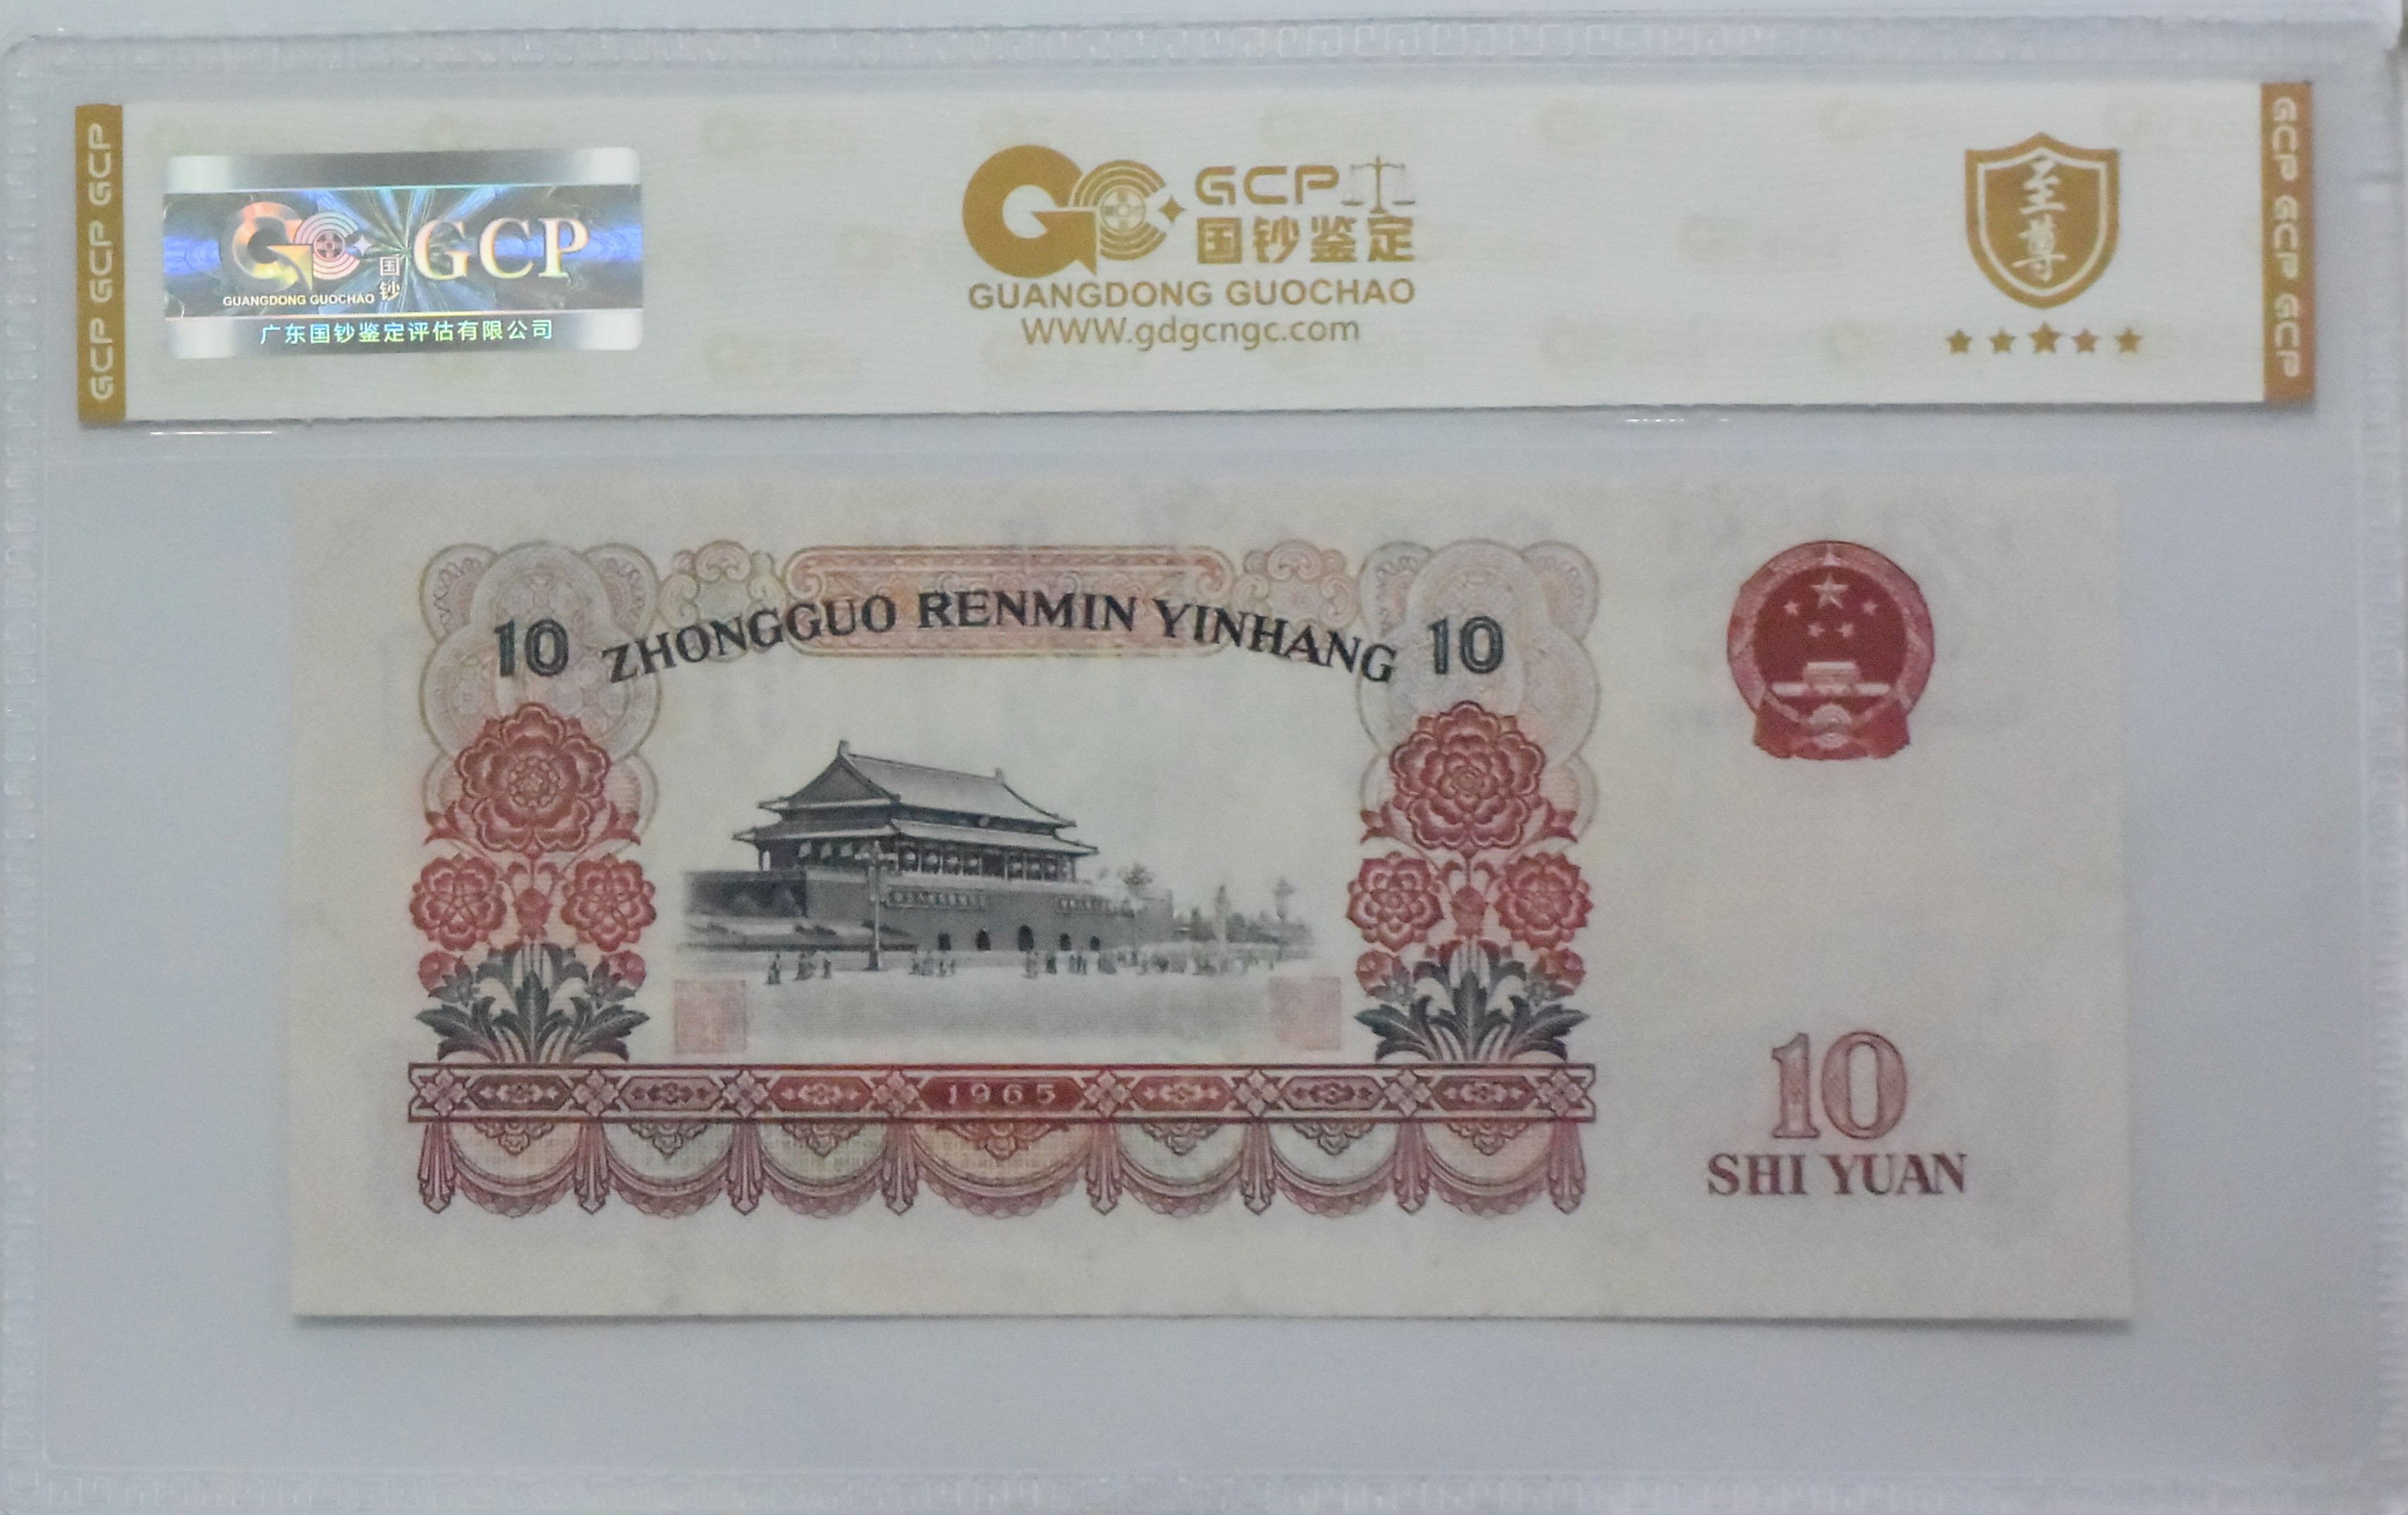 GCP GCP GCP
GCP
国钞
GUANGDONG GUOCHAO
广东国钞鉴定评估有限公司
GCP
国钞鉴定
GUANGDONG GUOCHAO
WWW.gdgcngc.com
至尊
GCP GCP GCP
10 ZHONGGUO RENMIN YINHANG 10
1965
10
SHI YUAN